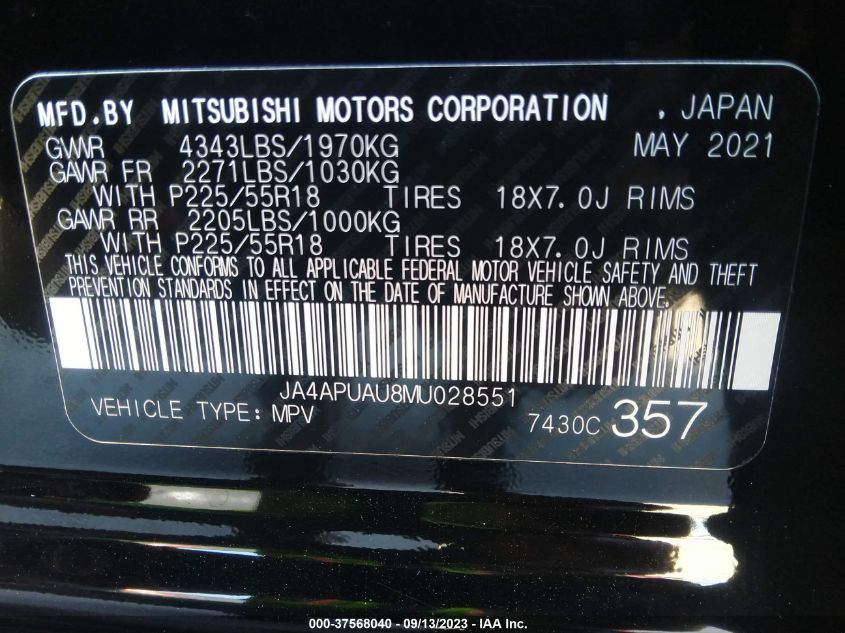 MFD.BY MITSUBISHI MOTORS CORPORATION , JAPAN
GVWR 4343LBS/1970KG MAY 2021
GAWR FR 2271LBS/1030KG
WITH P225/55R18 TIRES 18X7.0J RIMS
GAWR RR 2205LBS/1000KG
WITH P225/55R18 TIRES 18X7.0J RIMS
THIS VEHICLE CONFORMS TO ALL APPLICABLE FEDERAL MOTOR VEHICLE SAFETY AND THEFT
PREVENTION STANDARDS IN EFFECT ON THE DATE OF MANUFACTURE SHOWN ABOVE.
JA4APUAU8MU028551
VEHICLE TYPE: MPV 7430C 357
000-37568040 - 09/13/2023 - IAA Inc.